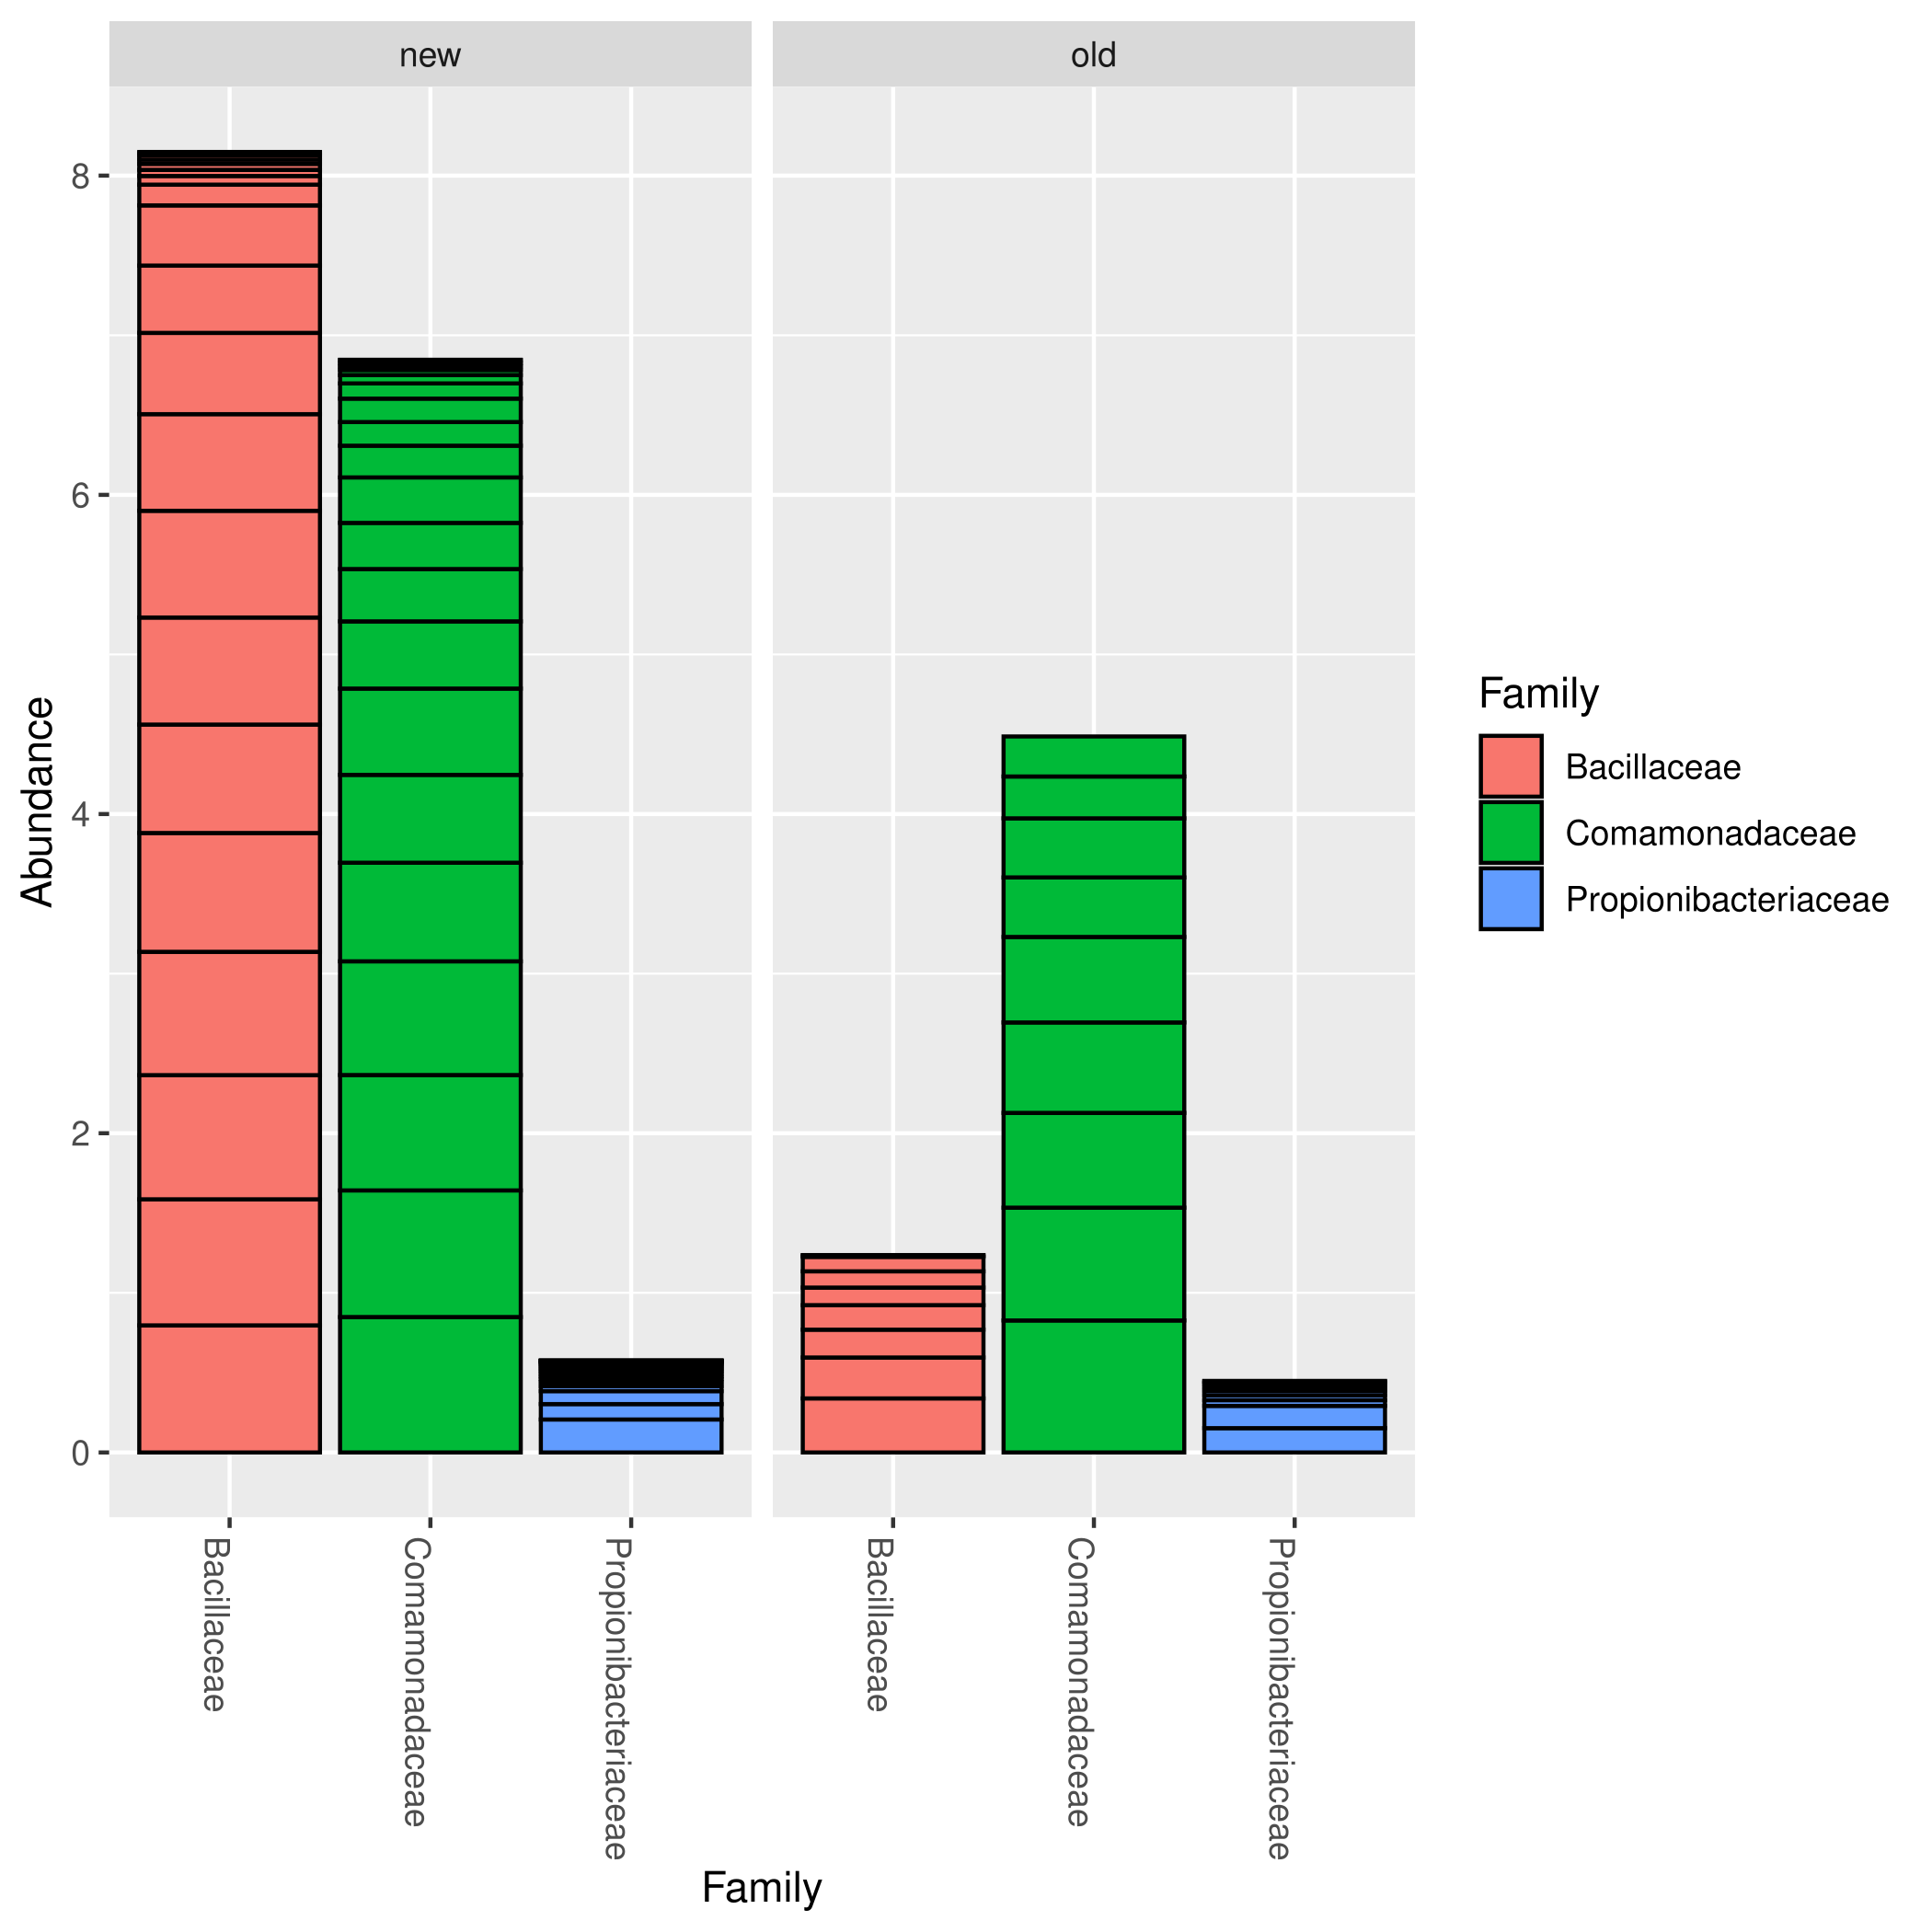 new
old
8
6
4
2
0
Abundance
Bacillaceae
Comamonadaceae
Propionibacteriaceae
Bacillaceae
Comamonadaceae
Propionibacteriaceae
Family
Family
Bacillaceae
Comamonadaceae
Propionibacteriaceae